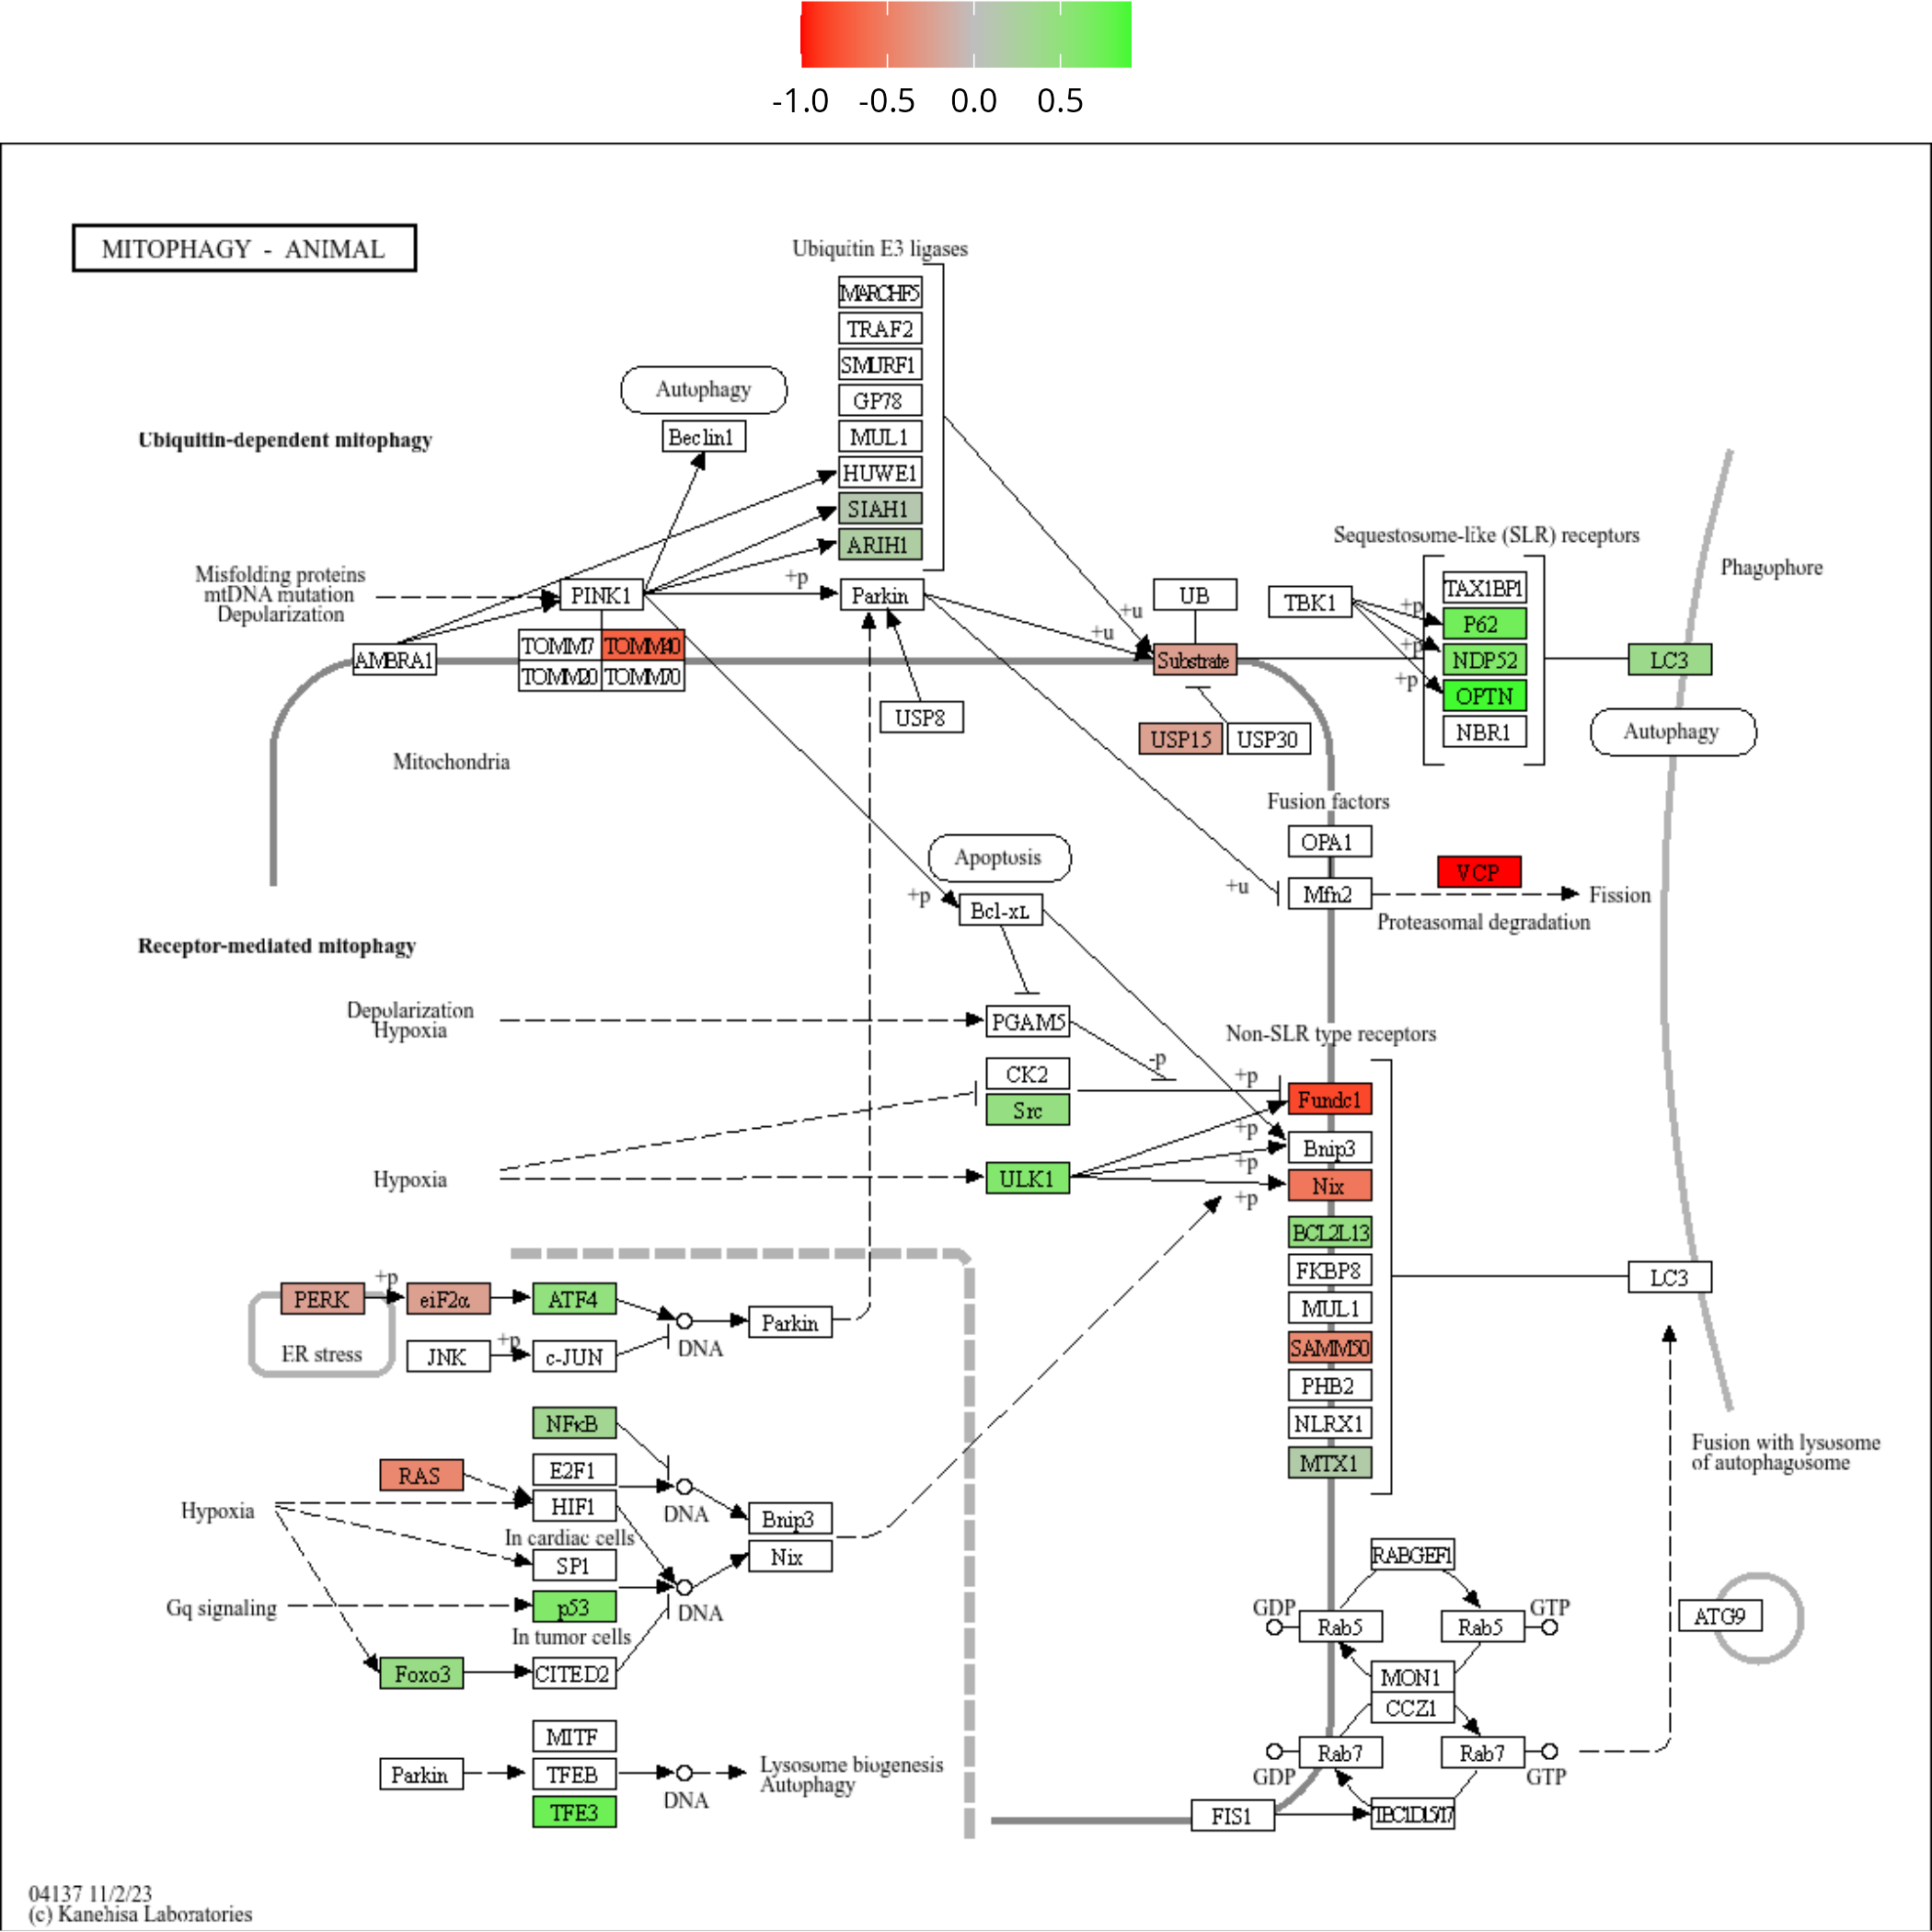 -1.0 -0.5 0.0 0.5
MITOPHAGY - ANIMAL
Ubiquitin E3 ligases
MARCHF5
TRAF2
SMURF1
GP78
MUL1
HUWE1
SIAH1
ARIH1
Autophagy
Beclin1
Ubiquitin-dependent mitophagy
Misfolding proteins
mtDNA mutation
Depolarization
PINK1
+p
Parkin
AMBRA1
TOMM7 TOMM40
TOMM20 TOMM70
USP8
Mitochondria
+u
+u
UB
Substrate
USP15 USP30
TBK1
+p
+p
+p
Sequestosome-like (SLR) receptors
TAX1BP1
P62
NDP52
OPTN
NBR1
LC3
Autophagy
Phagophore
Fusion factors
OPA1
Mfn2
+u
VCP
Fission
Proteasomal degradation
Apoptosis
+p
Bcl-xL
Receptor-mediated mitophagy
Depolarization
Hypoxia
PGAM5
-p
CK2
Src
Hypoxia
ULK1
Non-SLR type receptors
+p
+p
+p
+p
Fundc1
Bnip3
Nix
BCL2L13
FKBP8
MUL1
SAMM50
PHB2
NLRX1
MTX1
LC3
PERK
+p
eiF2α
ATF4
ER stress
JNK
+p
c-JUN
DNA
Parkin
NFκB
RAS
E2F1
HIF1
DNA
Hypoxia
In cardiac cells
SP1
Bnip3
Nix
Gq signaling
p53
DNA
In tumor cells
Foxo3
CITED2
MITF
Parkin
TFEB
TFE3
DNA
Lysosome biogenesis
Autophagy
Fusion with lysosome
of autophagosome
RABGEF1
GDP
Rab5
Rab5
GTP
ATG9
MON1
CCZ1
Rab7
GDP
Rab7
GTP
FIS1
TBC1D15/17
04137 11/2/23
(c) Kanehisa Laboratories